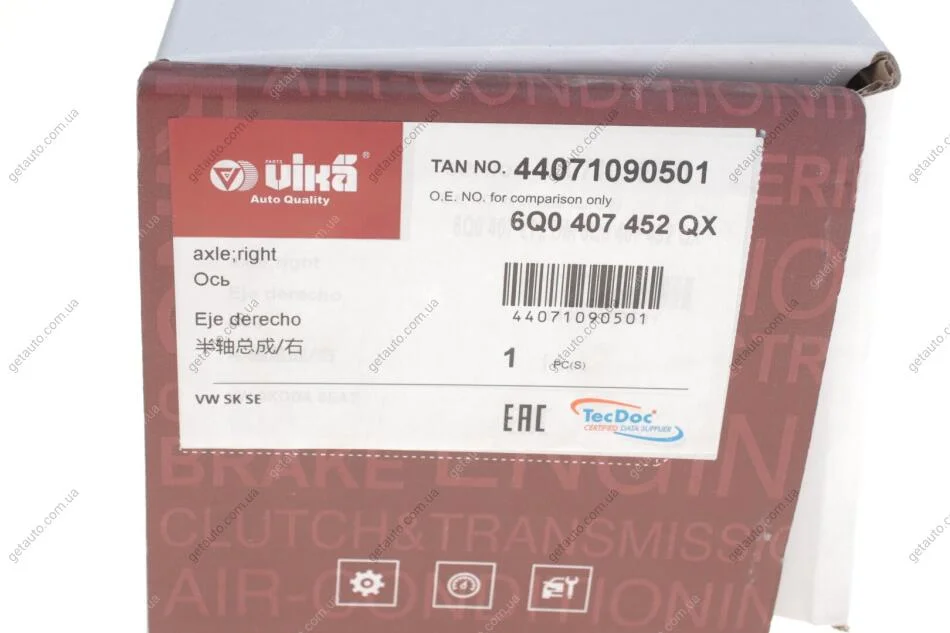 AIR-CONDITIONIN
PARTS
vika®
Auto Quality
TAN NO. 44071090501
O.E. NO. for comparison only
6Q0 407 452 QX
axle;right
Ось
Eje derecho
半轴总成/右
44071090501
1 PC(S)
VW SK SE
EAC
TecDoc®
CERTIFIED DATA SUPPLIER
BRAKE ENGIN
CLUTCH&TRANSMISSIO
AIR-CONDITIONIN
getauto.com.ua